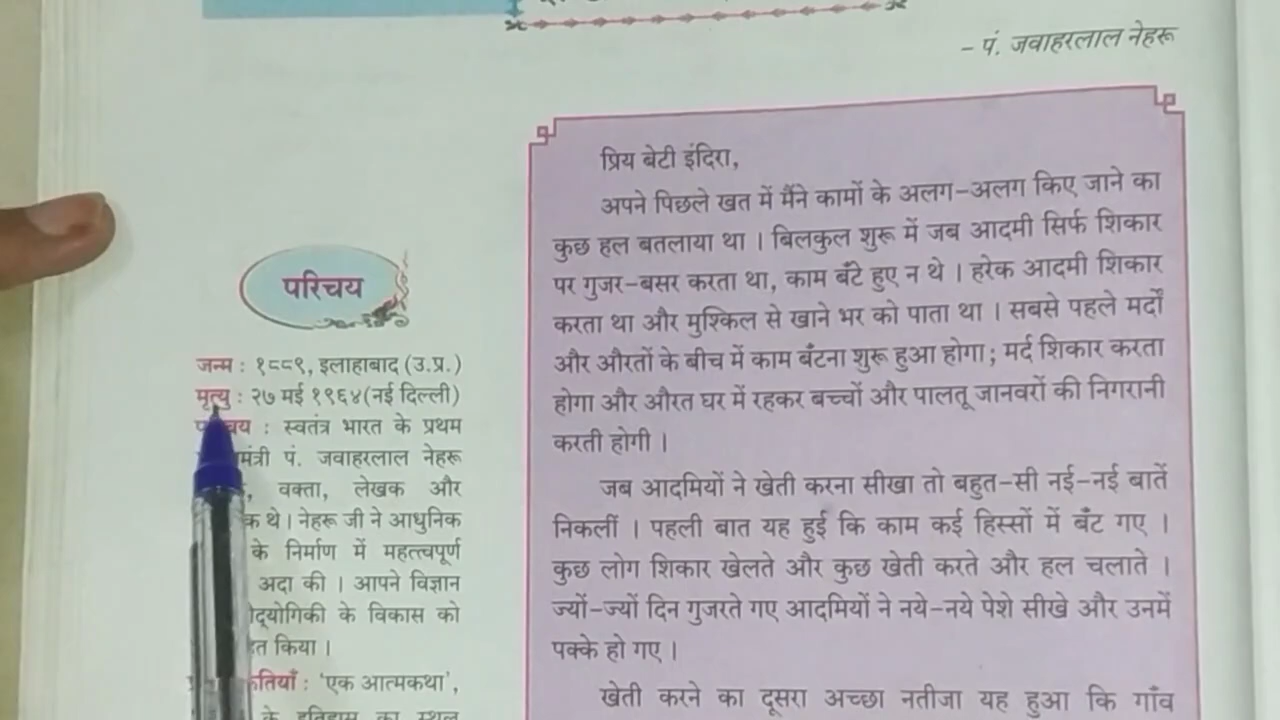 – पं. जवाहरलाल नेहरू
परिचय
जन्म : १८८९, इलाहाबाद (उ.प्र.)
मृत्यु : २७ मई १९६४(नई दिल्ली)
: स्वतंत्र भारत के प्रथम
पं. जवाहरलाल नेहरू
वक्ता, लेखक और
थे । नेहरू जी ने आधुनिक
के निर्माण में महत्त्वपूर्ण
अदा की । आपने विज्ञान
के विकास को
किया ।
: ‘एक आत्मकथा’,
प्रिय बेटी इंदिरा,
अपने पिछले खत में मैंने कामों के अलग-अलग किए जाने का
कुछ हल बतलाया था । बिलकुल शुरू में जब आदमी सिर्फ शिकार
पर गुजर-बसर करता था, काम बँटे हुए न थे । हरेक आदमी शिकार
करता था और मुश्किल से खाने भर को पाता था । सबसे पहले मर्दों
और औरतों के बीच में काम बँटना शुरू हुआ होगा; मर्द शिकार करता
होगा और औरत घर में रहकर बच्चों और पालतू जानवरों की निगरानी
करती होगी ।
जब आदमियों ने खेती करना सीखा तो बहुत-सी नई-नई बातें
निकलीं । पहली बात यह हुई कि काम कई हिस्सों में बँट गए ।
कुछ लोग शिकार खेलते और कुछ खेती करते और हल चलाते ।
ज्यों-ज्यों दिन गुजरते गए आदमियों ने नये-नये पेशे सीखे और उनमें
पक्के हो गए ।
खेती करने का दूसरा अच्छा नतीजा यह हुआ कि गाँव